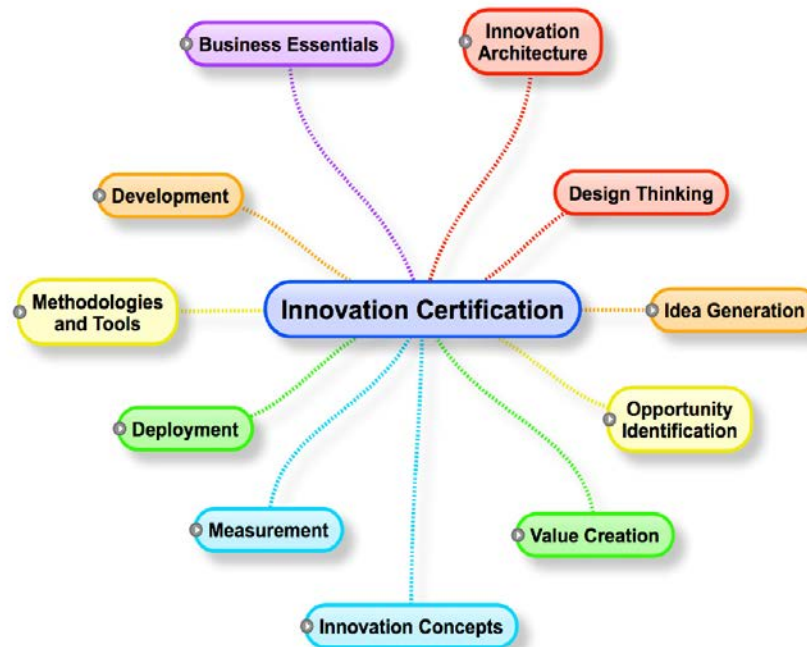 Business Essentials
Innovation
Architecture
Development
Design Thinking
Methodologies
and Tools
Innovation Certification
Idea Generation
Deployment
Opportunity
Identification
Measurement
Value Creation
Innovation Concepts